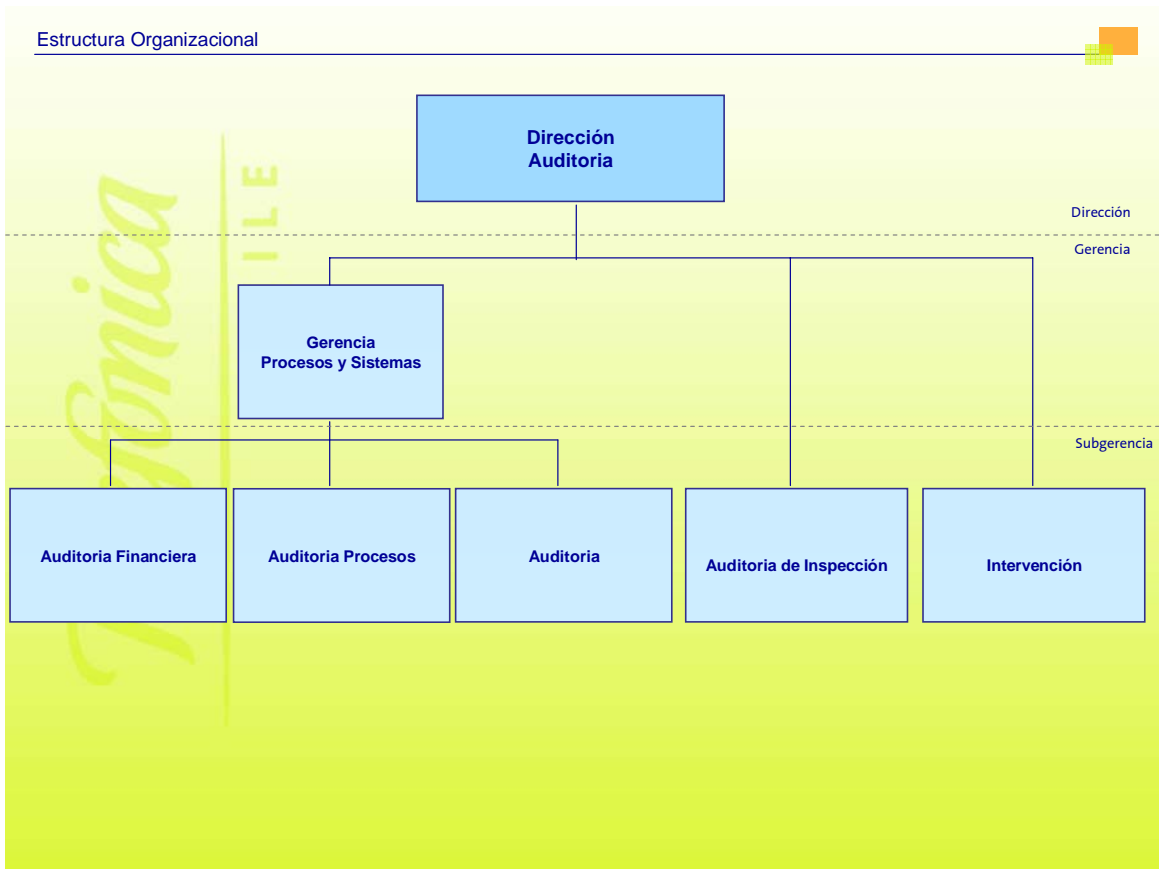 Estructura Organizacional
Dirección
Auditoria
Dirección
Gerencia
Gerencia
Procesos y Sistemas
Subgerencia
Auditoria Financiera
Auditoria Procesos
Auditoria
Auditoria de Inspección
Intervención